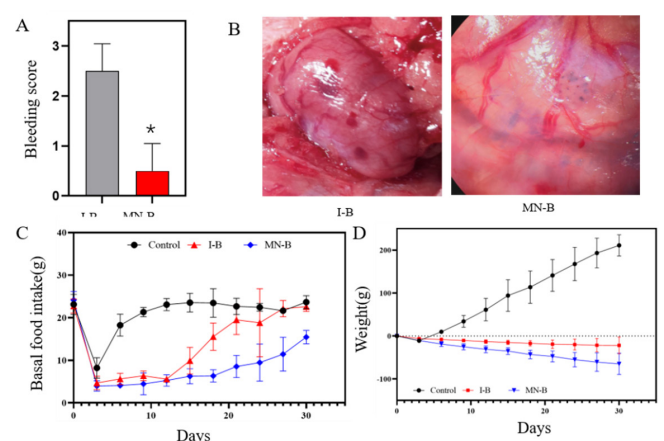 A
B
Bleeding score
3
2
1
0
*
I-B
MN-B
I-B
MN-B
C
Control
I-B
MN-B
Basal food intake(g)
40
30
20
10
0
0
10
20
30
Days
D
Weight(g)
200
100
0
-100
0
10
20
30
Control
I-B
MN-B
Days